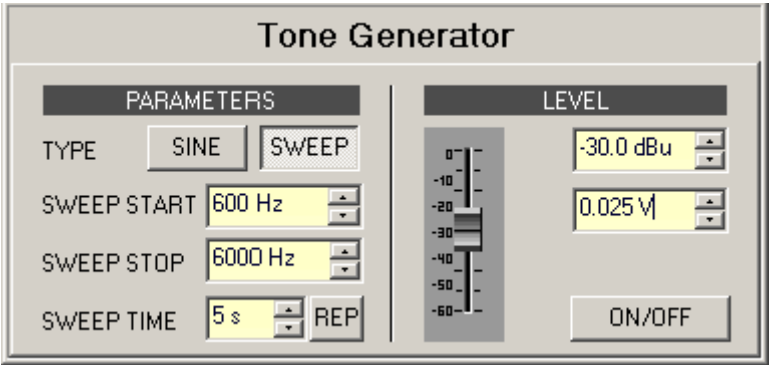 Tone Generator
PARAMETERS
TYPE SINE SWEEP
SWEEP START 600 Hz
SWEEP STOP 6000 Hz
SWEEP TIME 5 s REP
LEVEL
0
-10
-20
-30
-40
-50
-60
-30.0 dBu
0.025 V
ON/OFF